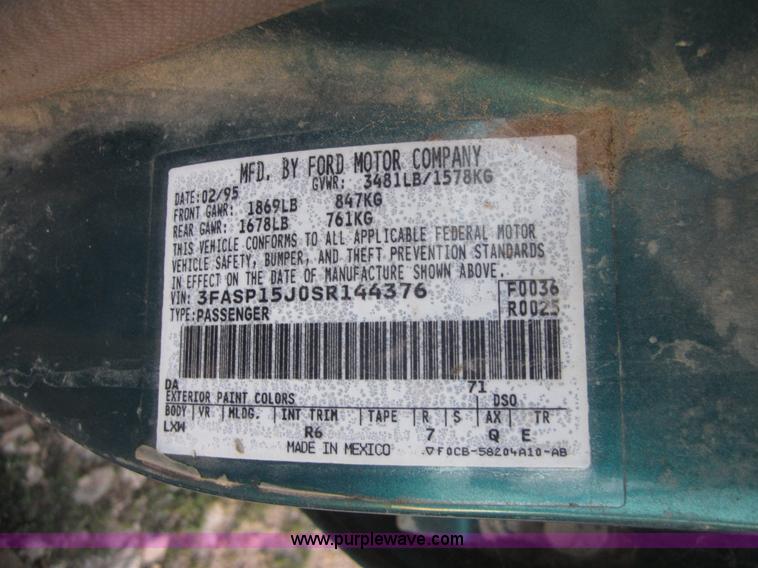 MFD. BY FORD MOTOR COMPANY
DATE: 02/95 GVWR: 3481LB/1578KG
FRONT GAWR: 1869LB 847KG
REAR GAWR: 1678LB 761KG
THIS VEHICLE CONFORMS TO ALL APPLICABLE FEDERAL MOTOR
VEHICLE SAFETY, BUMPER, AND THEFT PREVENTION STANDARDS
IN EFFECT ON THE DATE OF MANUFACTURE SHOWN ABOVE.
VIN: 3FASP15J0SR144376 F0036
TYPE: PASSENGER R0025
DA 71
EXTERIOR PAINT COLORS DSO
BODY VR MLDG. INT TRIM TAPE R S AX TR
LXW R6 7 Q E
MADE IN MEXICO ▽F0CB-58204A10-AB
www.purplewave.com